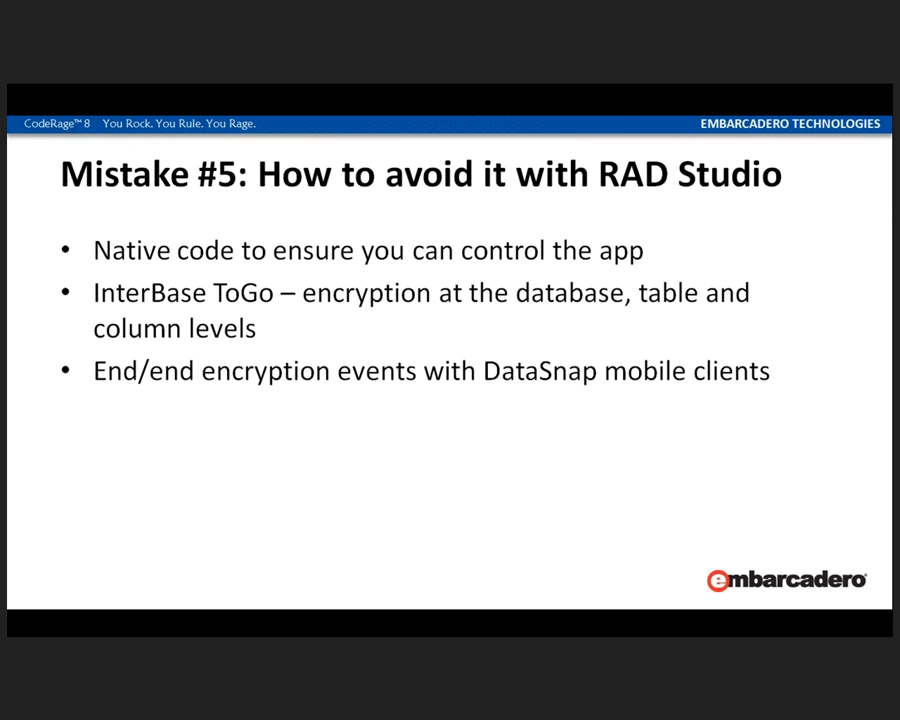 CodeRage™ 8 You Rock. You Rule. You Rage. EMBARCADERO TECHNOLOGIES
Mistake #5: How to avoid it with RAD Studio
• Native code to ensure you can control the app
• InterBase ToGo – encryption at the database, table and
column levels
• End/end encryption events with DataSnap mobile clients
embarcadero